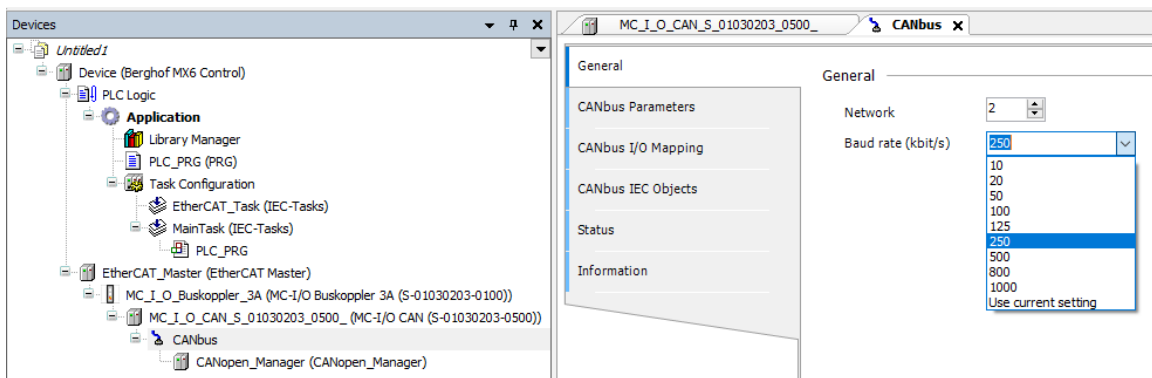 Devices
Untitled1
Device (Berghof MX6 Control)
PLC Logic
Application
Library Manager
PLC_PRG (PRG)
Task Configuration
EtherCAT_Task (IEC-Tasks)
MainTask (IEC-Tasks)
PLC_PRG
EtherCAT_Master (EtherCAT Master)
MC_I_O_Buskoppler_3A (MC-I/O Buskoppler 3A (S-01030203-0100))
MC_I_O_CAN_S_01030203_0500_ (MC-I/O CAN (S-01030203-0500))
CANbus
CANopen_Manager (CANopen_Manager)
MC_I_O_CAN_S_01030203_0500_
CANbus
General
CANbus Parameters
CANbus I/O Mapping
CANbus IEC Objects
Status
Information
General
Network 2
Baud rate (kbit/s) 250
10
20
50
100
125
250
500
800
1000
Use current setting